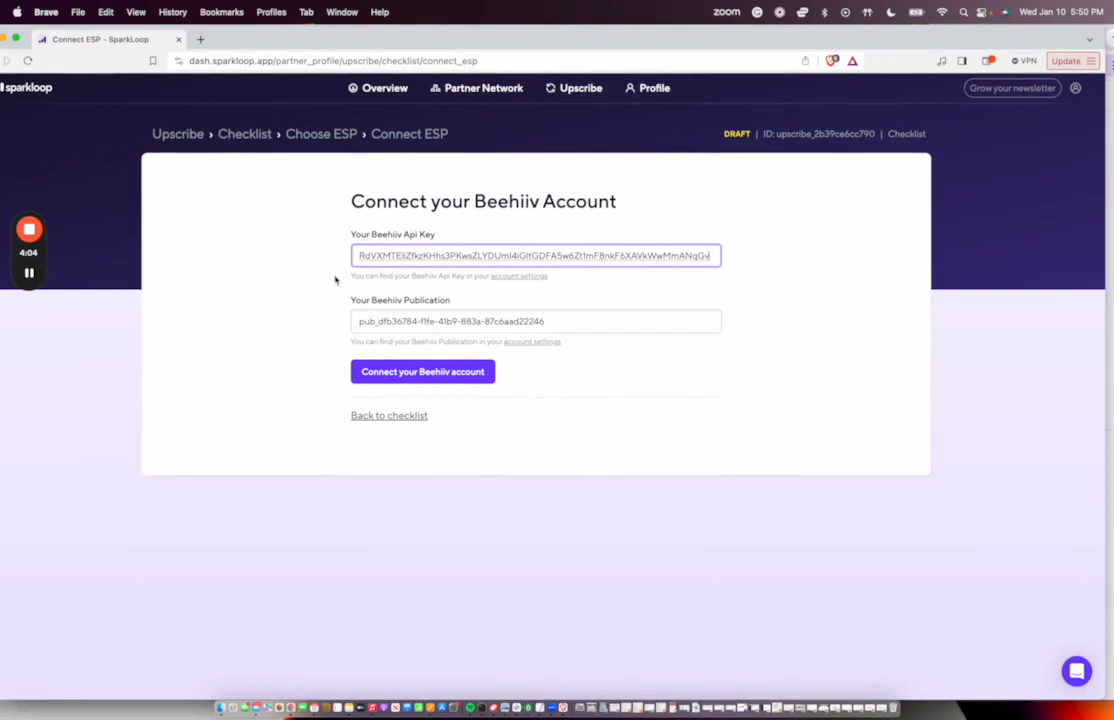 Brave File Edit View History Bookmarks Profiles Tab Window Help zoom Wed Jan 10 5:50 PM
Connect ESP - SparkLoop
dash.sparkloop.app/partner_profile/upscribe/checklist/connect_esp VPN Update
sparkloop Overview Partner Network Upscribe Profile Grow your newsletter
Upscribe › Checklist › Choose ESP › Connect ESP DRAFT | ID: upscribe_2b39ce6cc790 | Checklist
Connect your Beehiiv Account
Your Beehiiv Api Key
You can find your Beehiiv Api Key in your account settings
Your Beehiiv Publication
pub_dfb36784-f1fe-41b9-883a-87c6aad22246
You can find your Beehiiv Publication in your account settings
Connect your Beehiiv account
Back to checklist
4:04